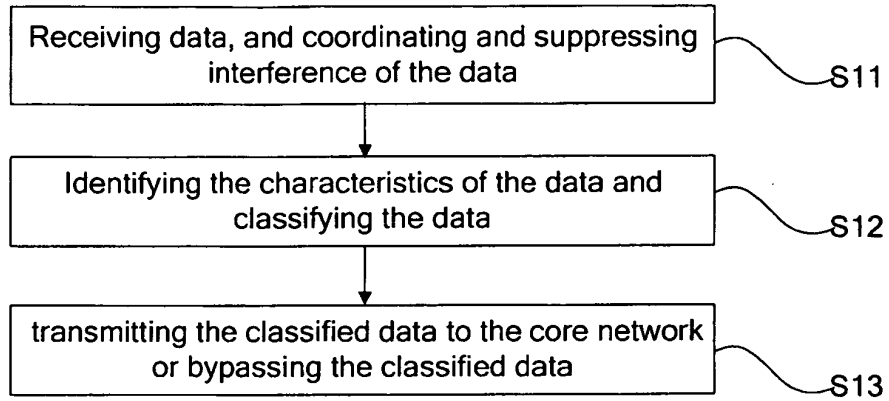 Receiving data, and coordinating and suppressing
interference of the data
S11
Identifying the characteristics of the data and
classifying the data
S12
transmitting the classified data to the core network
or bypassing the classified data
S13